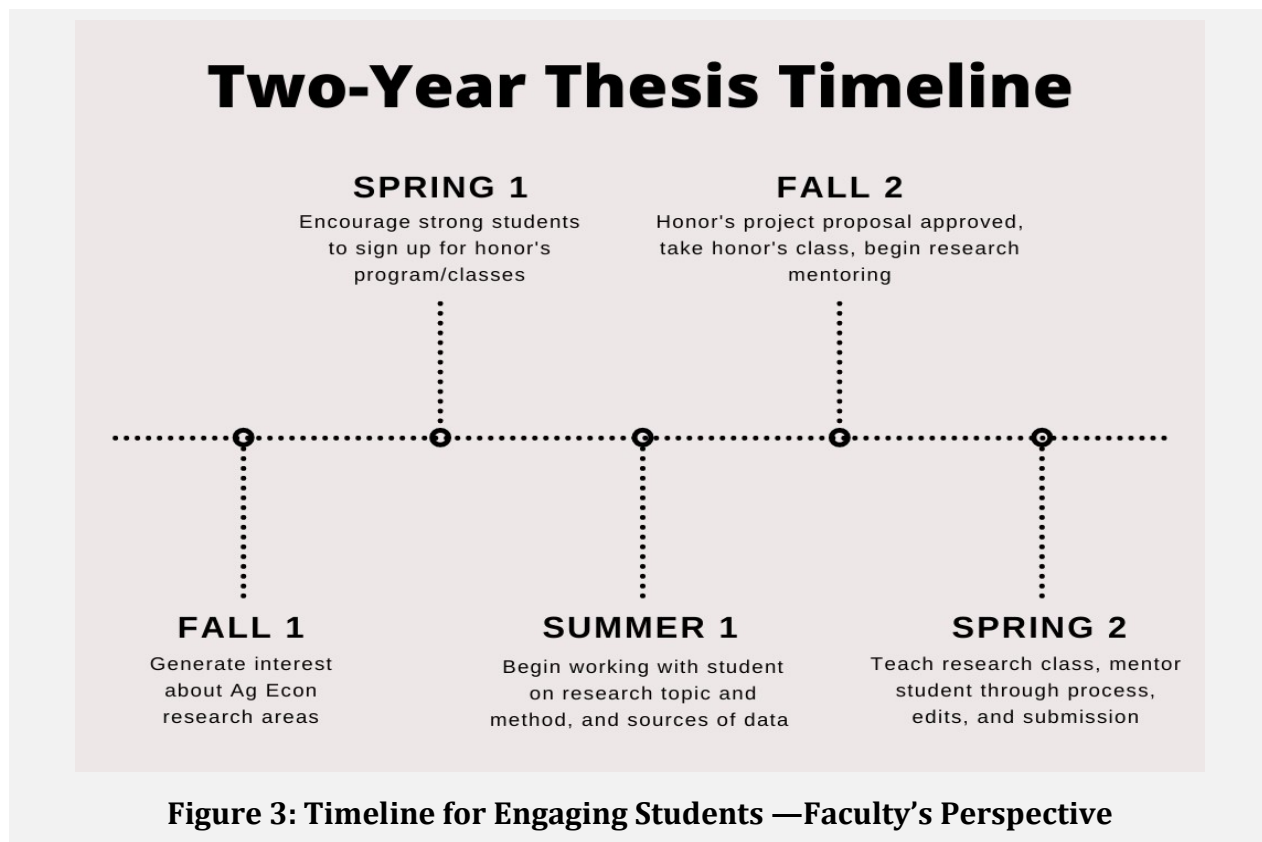 Two-Year Thesis Timeline
SPRING 1
Encourage strong students
to sign up for honor's
program/classes
FALL 2
Honor's project proposal approved,
take honor's class, begin research
mentoring
FALL 1
Generate interest
about Ag Econ
research areas
SUMMER 1
Begin working with student
on research topic and
method, and sources of data
SPRING 2
Teach research class, mentor
student through process,
edits, and submission
Figure 3: Timeline for Engaging Students —Faculty’s Perspective